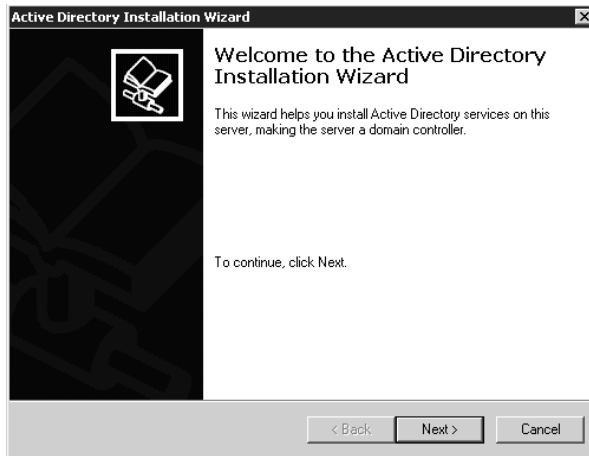 Active Directory Installation Wizard
Welcome to the Active Directory
Installation Wizard
This wizard helps you install Active Directory services on this
server, making the server a domain controller.
To continue, click Next.
< Back
Next >
Cancel